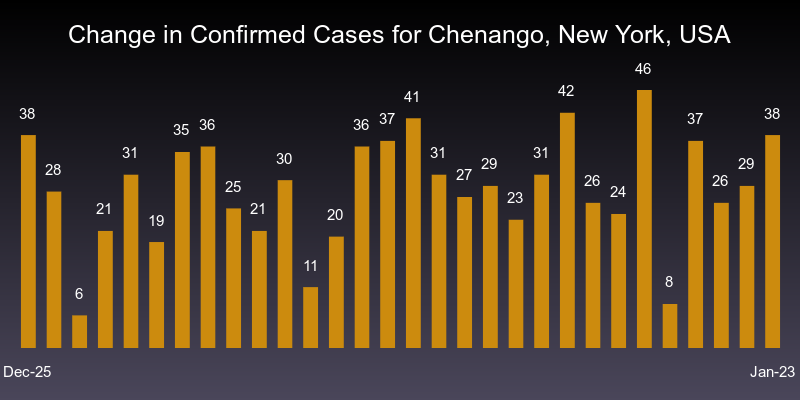 Change in Confirmed Cases for Chenango, New York, USA
38 28 6 21 31 19 35 36 25 21 30 11 20 36 37 41 31 27 29 23 31 42 26 24 46 8 37 26 29 38
Dec-25 Jan-23